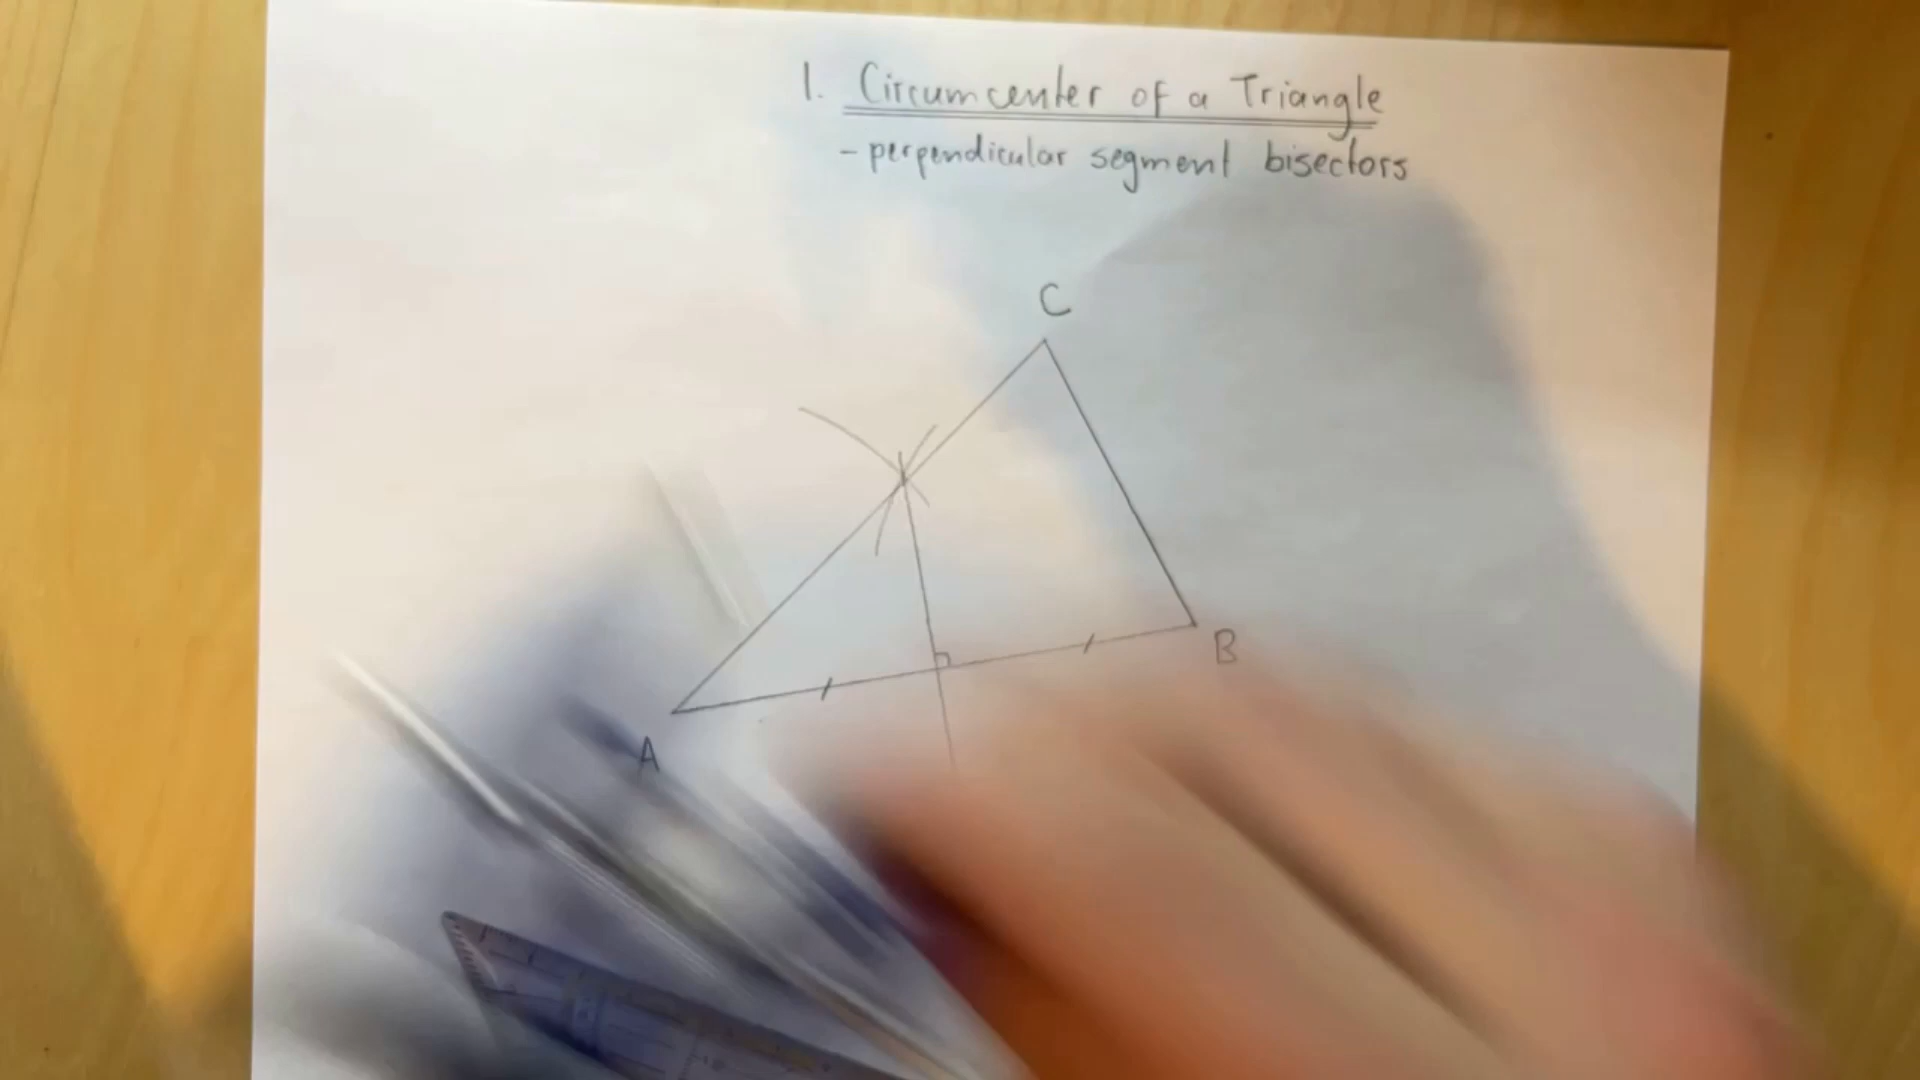 1. Circumcenter of a Triangle
- perpendicular segment bisectors
C
B
A